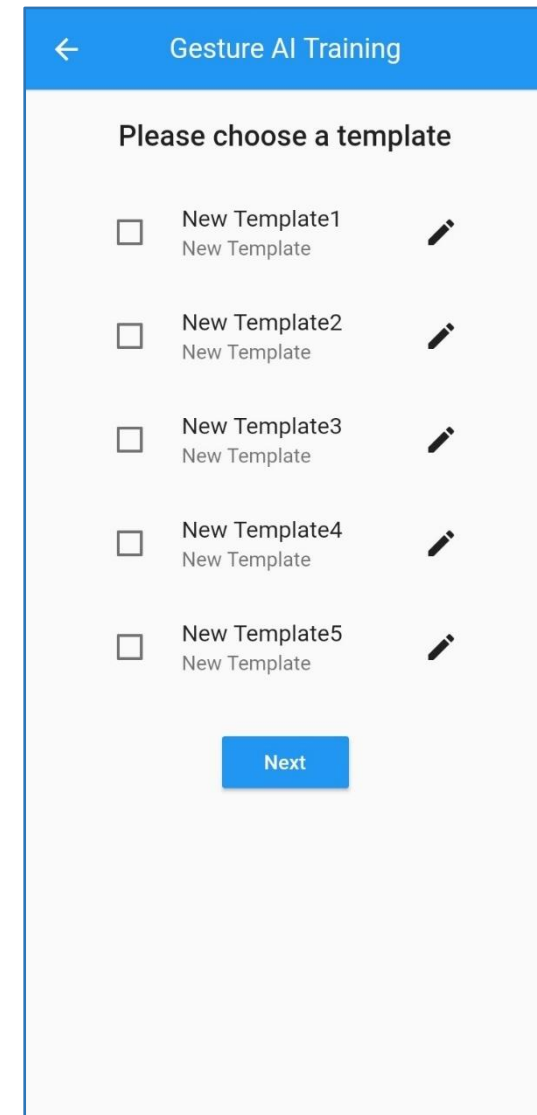 Gesture AI Training
Please choose a template
New Template1
New Template
New Template2
New Template
New Template3
New Template
New Template4
New Template
New Template5
New Template
Next